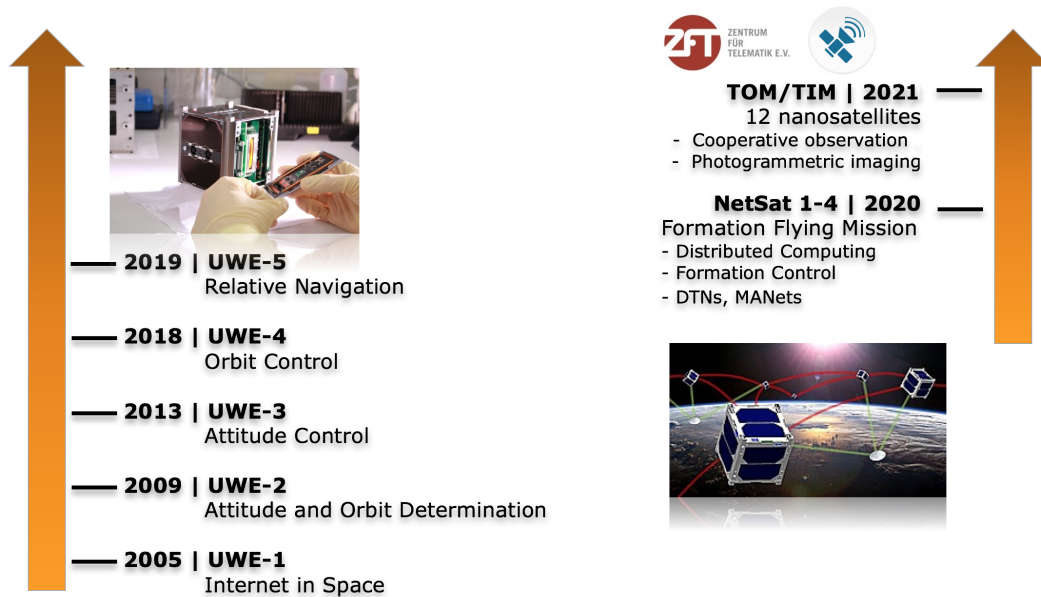 2019 | UWE-5
Relative Navigation
2018 | UWE-4
Orbit Control
2013 | UWE-3
Attitude Control
2009 | UWE-2
Attitude and Orbit Determination
2005 | UWE-1
Internet in Space
ZFT
ZENTRUM
FÜR
TELEMATIK E.V.
TOM/TIM | 2021
12 nanosatellites
- Cooperative observation
- Photogrammetric imaging
NetSat 1-4 | 2020
Formation Flying Mission
- Distributed Computing
- Formation Control
- DTNs, MANets